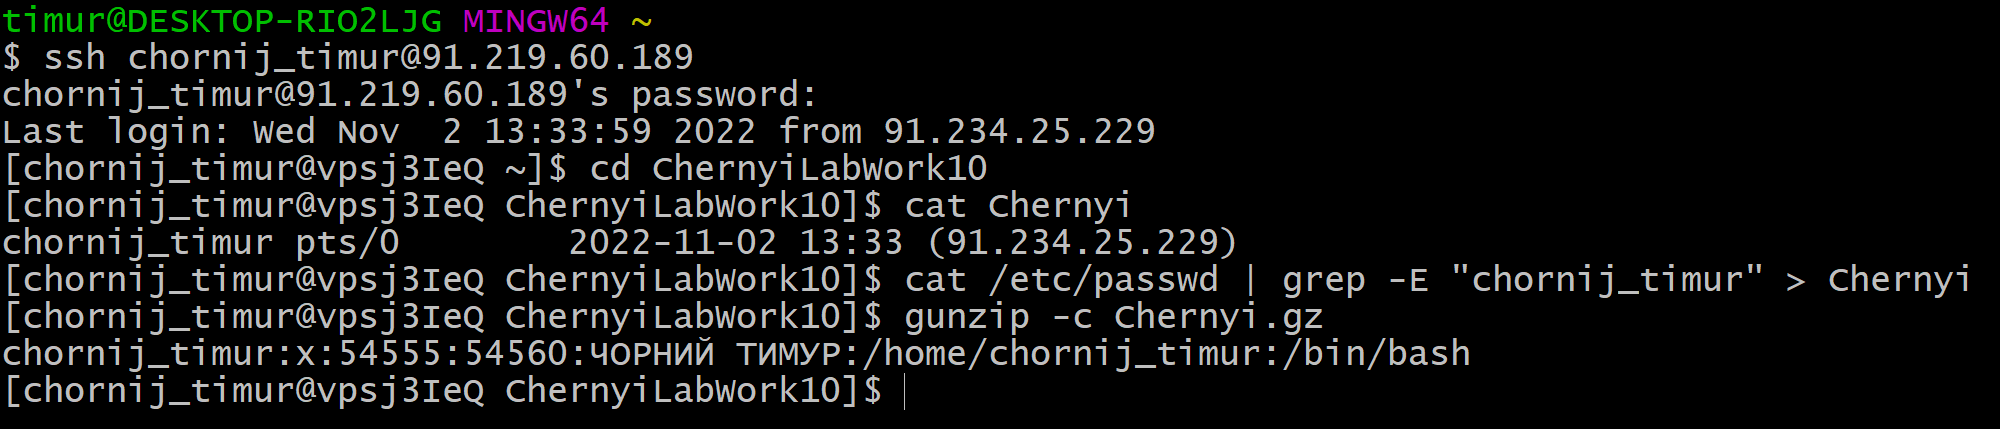 timur@DESKTOP-RIO2LJG MINGW64 ~
$ ssh chornij_timur@91.219.60.189
chornij_timur@91.219.60.189's password:
Last login: Wed Nov  2 13:33:59 2022 from 91.234.25.229
[chornij_timur@vpsj3IeQ ~]$ cd ChernyiLabWork10
[chornij_timur@vpsj3IeQ ChernyiLabWork10]$ cat Chernyi
chornij_timur pts/0        2022-11-02 13:33 (91.234.25.229)
[chornij_timur@vpsj3IeQ ChernyiLabWork10]$ cat /etc/passwd | grep -E "chornij_timur" > Chernyi
[chornij_timur@vpsj3IeQ ChernyiLabWork10]$ gunzip -c Chernyi.gz
chornij_timur:x:54555:54560:ЧОРНИЙ ТИМУР:/home/chornij_timur:/bin/bash
[chornij_timur@vpsj3IeQ ChernyiLabWork10]$